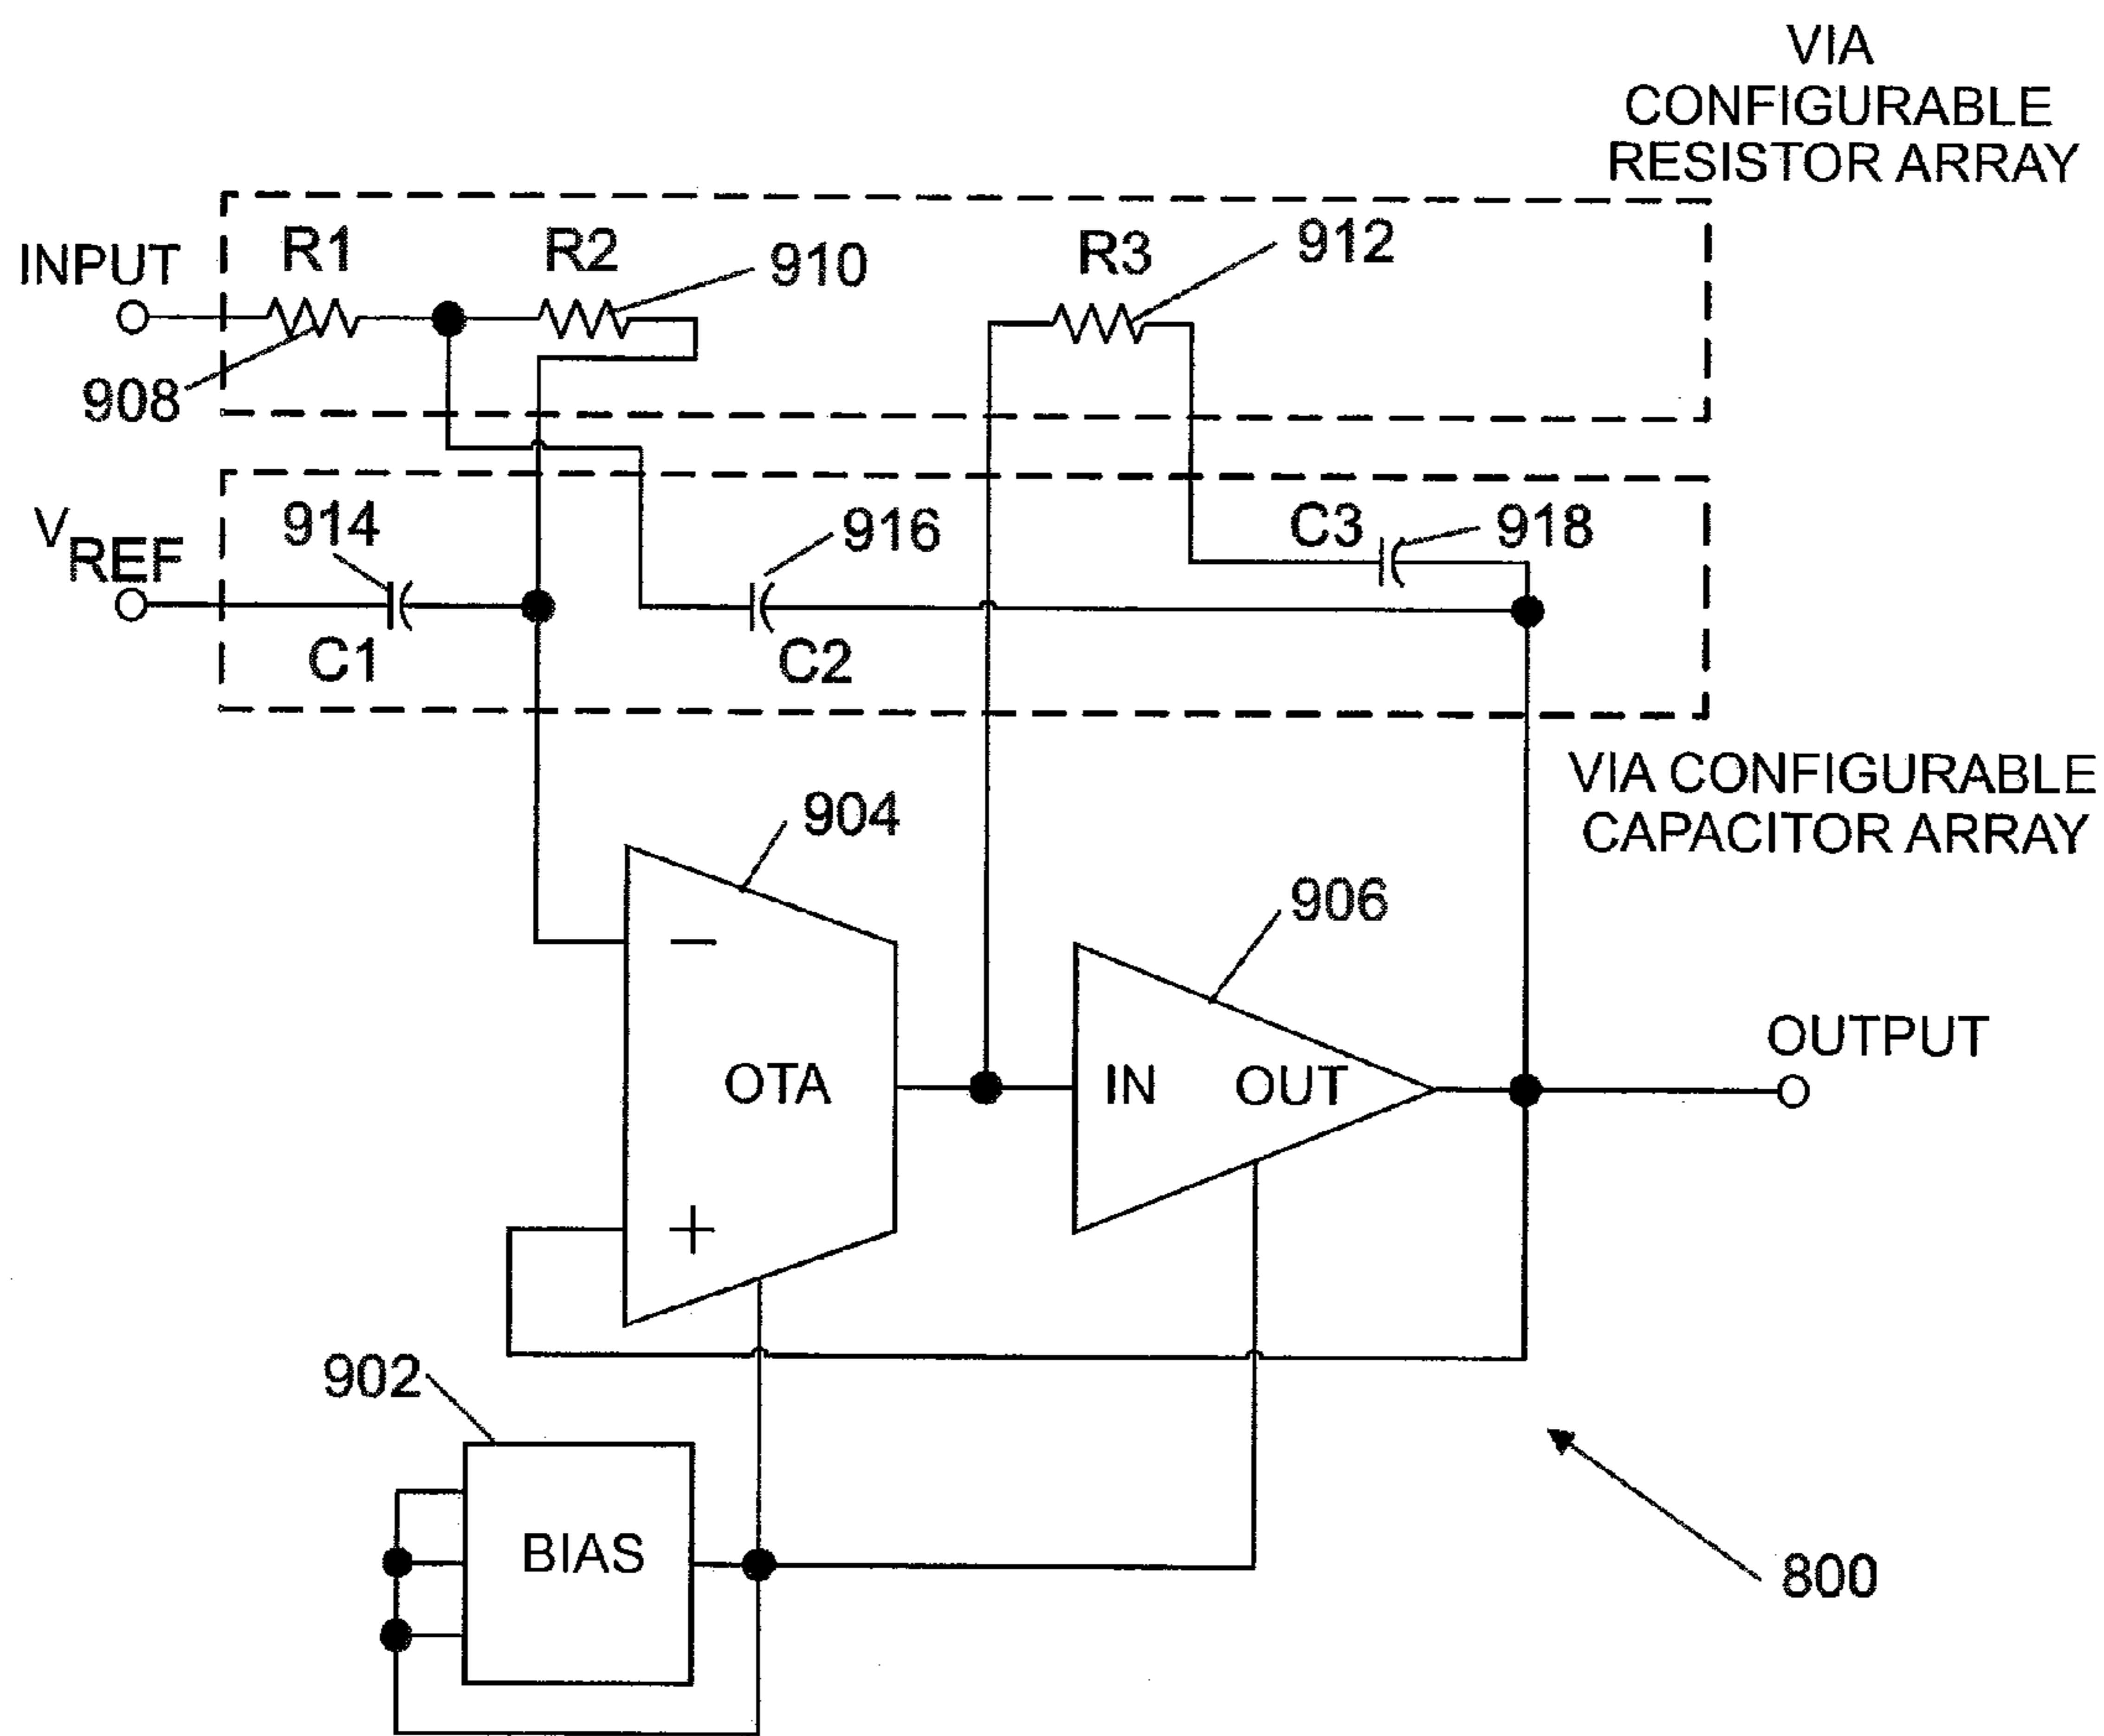 VIA
CONFIGURABLE
RESISTOR ARRAY
INPUT
R1
R2
910
R3
912
908
V REF
914
C1
916
C2
C3
918
VIA CONFIGURABLE
CAPACITOR ARRAY
904
906
−
OTA
+
IN
OUT
OUTPUT
902
BIAS
800